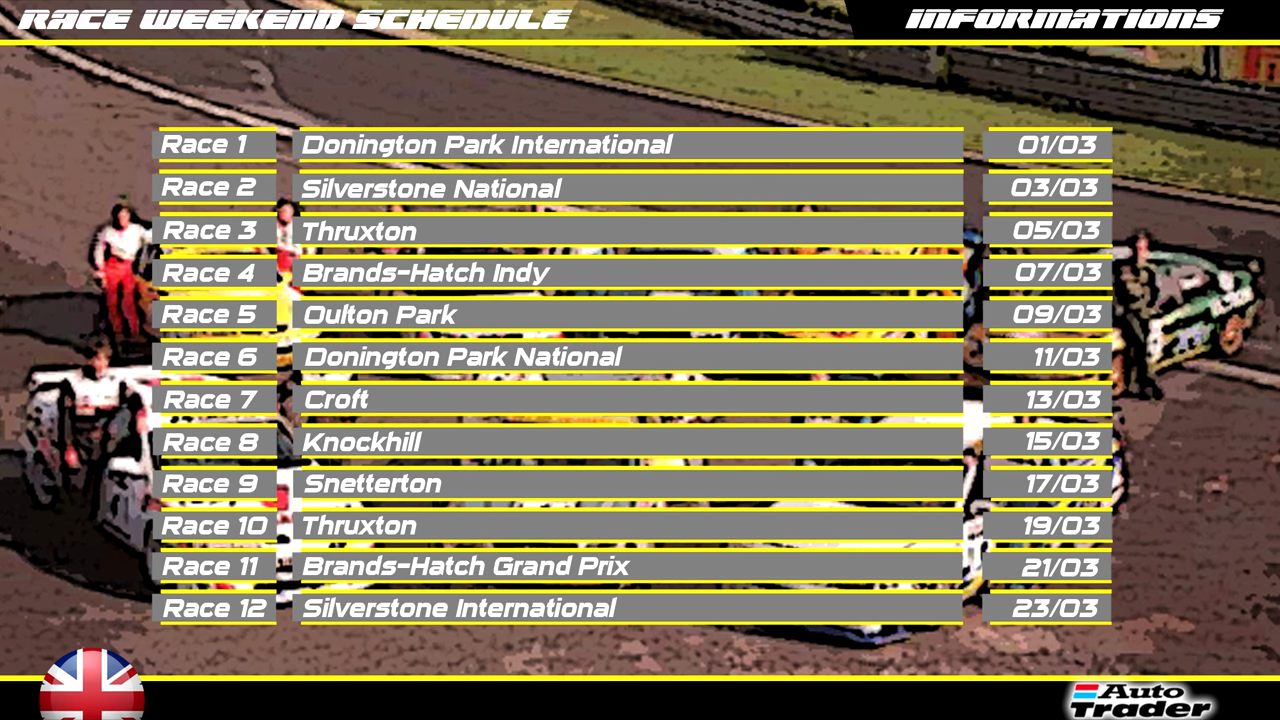 RACE WEEKEND SCHEDULE
INFORMATIONS
Race 1 Donington Park International 01/03
Race 2 Silverstone National 03/03
Race 3 Thruxton 05/03
Race 4 Brands-Hatch Indy 07/03
Race 5 Oulton Park 09/03
Race 6 Donington Park National 11/03
Race 7 Croft 13/03
Race 8 Knockhill 15/03
Race 9 Snetterton 17/03
Race 10 Thruxton 19/03
Race 11 Brands-Hatch Grand Prix 21/03
Race 12 Silverstone International 23/03
Auto
Trader